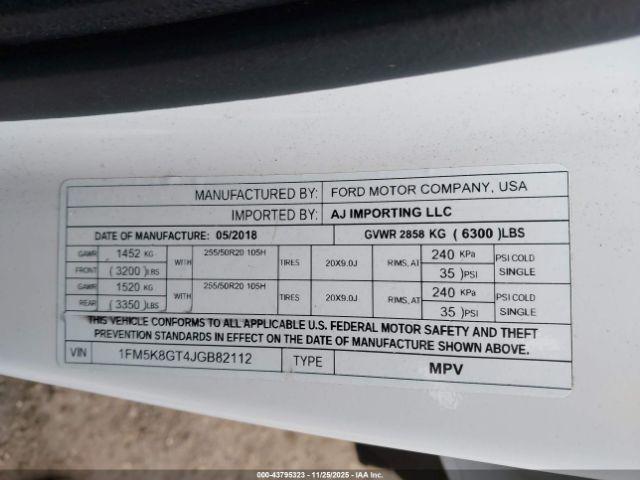 MANUFACTURED BY: FORD MOTOR COMPANY, USA
IMPORTED BY: AJ IMPORTING LLC
DATE OF MANUFACTURE: 05/2018 GVWR 2858 KG ( 6300 )LBS
GAWR 1452 KG WITH 255/50R20 105H TIRES 20X9.0J RIMS, AT 240 KPa PSI COLD
FRONT ( 3200 )LBS 35 )PSI SINGLE
GAWR 1520 KG WITH 255/50R20 105H TIRES 20X9.0J RIMS, AT 240 KPa PSI COLD
REAR ( 3350 )LBS 35 )PSI SINGLE
THIS VEHICLE CONFORMS TO ALL APPLICABLE U.S. FEDERAL MOTOR SAFETY AND THEFT
PREVENTION STANDARDS IN EFFECT ON THE DATE OF MANUFACTURE SHOWN ABOVE.
VIN 1FM5K8GT4JGB82112 TYPE MPV
000-43795323 | 11/25/2025 - IAAI.com